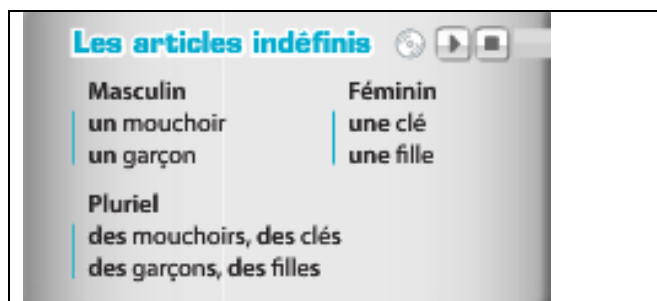 Les articles indéfinis
Masculin
un mouchoir
un garçon
Féminin
une clé
une fille
Pluriel
des mouchoirs, des clés
des garçons, des filles